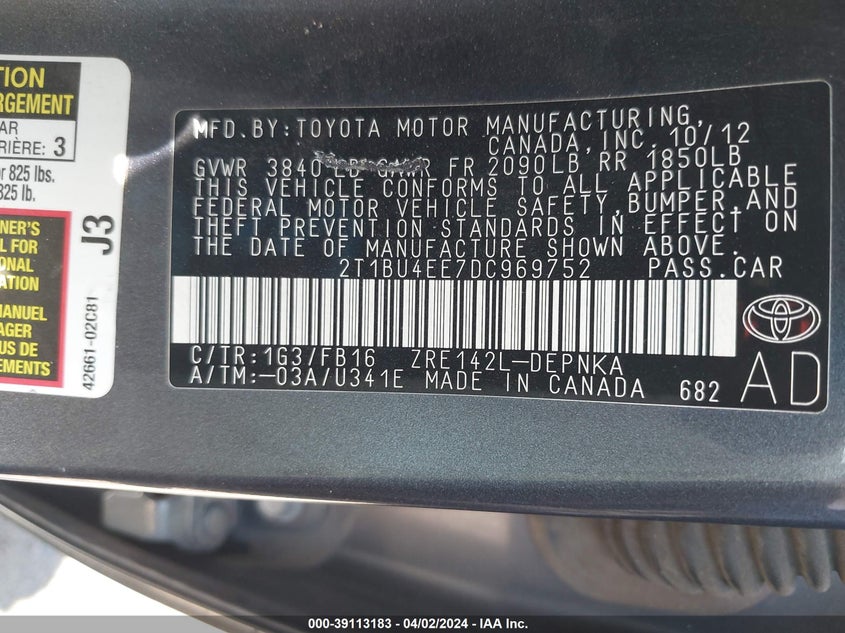 TION
RGEMENT
AR
RIÈRE: 3
or 825 lbs.
825 lb.
NER'S
L FOR
IONAL
ATION
MANUEL
AGER
US DE
EMENTS
J3
42661-02C81
MFD.BY:TOYOTA MOTOR MANUFACTURING,
CANADA, INC. 10/12
GVWR 3840 LB GAWR FR 2090LB RR 1850LB
THIS VEHICLE CONFORMS TO ALL APPLICABLE
FEDERAL MOTOR VEHICLE SAFETY,BUMPER,AND
THEFT PREVENTION STANDARDS IN EFFECT ON
THE DATE OF MANUFACTURE SHOWN ABOVE.
2T1BU4EE7DC969752 PASS.CAR
C/TR:1G3/FB16 ZRE142L-DEPNKA
A/TM:-03A/U341E MADE IN CANADA 682
AD
TOYOTA
000-39113183 - 04/02/2024 - IAA Inc.